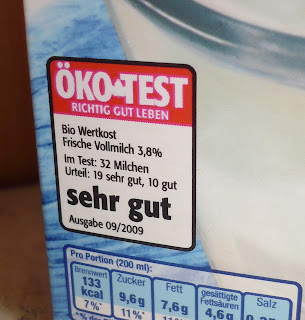 ÖKO-TEST
RICHTIG GUT LEBEN
Bio Wertkost
Frische Vollmilch 3,8%
Im Test: 32 Milchen
Urteil: 19 sehr gut, 10 gut
sehr gut
Ausgabe 09/2009
Pro Portion (200 ml):
Brennwert Zucker Fett gesättigte Fettsäuren Salz
133 kcal 9,6g 7,6g 4,6g
7%* 11%*